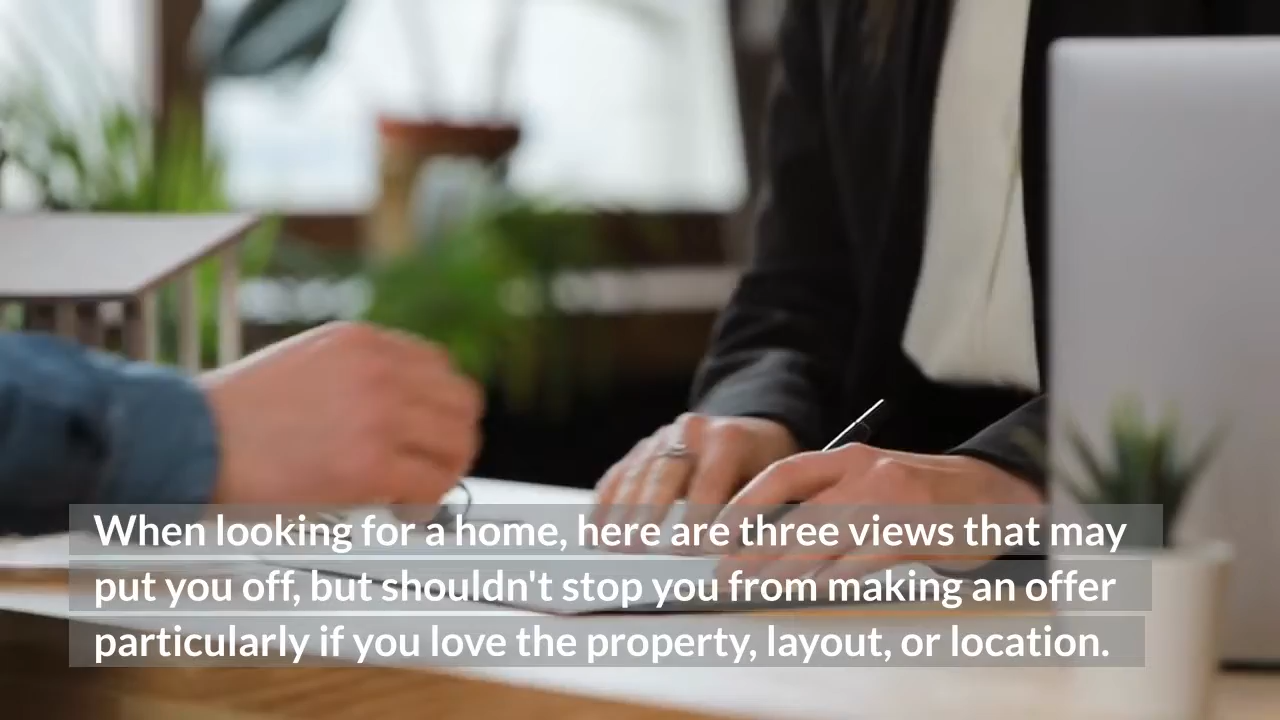 When looking for a home, here are three views that may
put you off, but shouldn't stop you from making an offer
particularly if you love the property, layout, or location.